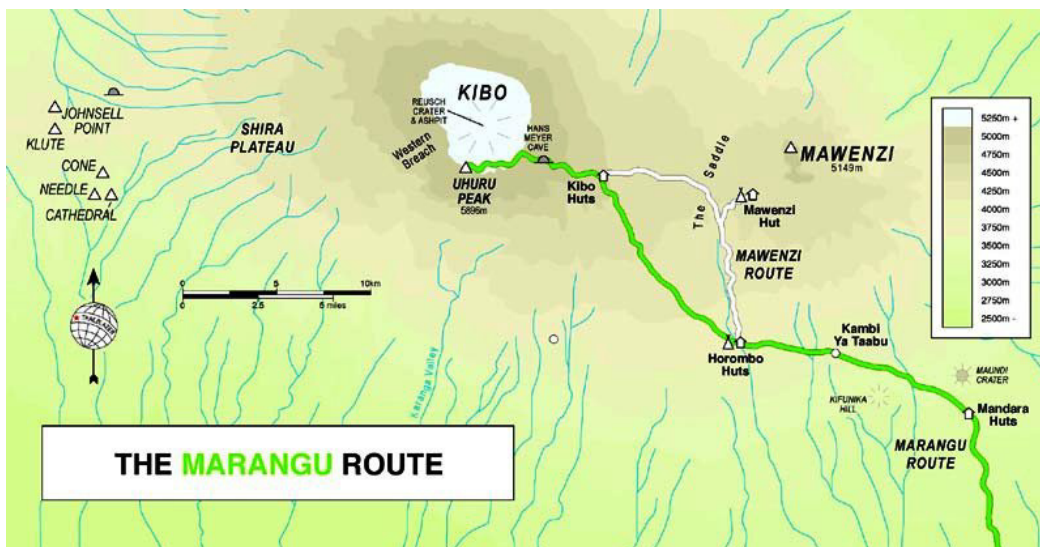 KIBO
REUSCH
CRATER
& ASHPIT
Western
Breach
HANS
MEYER
CAVE
UHURU
PEAK
5896m
Kibo
Huts
The Saddle
MAWENZI
5149m
Mawenzi
Hut
MAWENZI
ROUTE
JOHNSELL
POINT
KLUTE
CONE
NEEDLE
CATHEDRAL
SHIRA
PLATEAU
TRAILBLAZER
0 5 10km
0 2.5 5 miles
Karanga Valley
Horombo
Huts
Kambi
Ya Taabu
KIFUNIKA
HILL
MAUNDI
CRATER
Mandara
Huts
MARANGU
ROUTE
5250m +
5000m
4750m
4500m
4250m
4000m
3750m
3500m
3250m
3000m
2750m
2500m -
THE MARANGU ROUTE